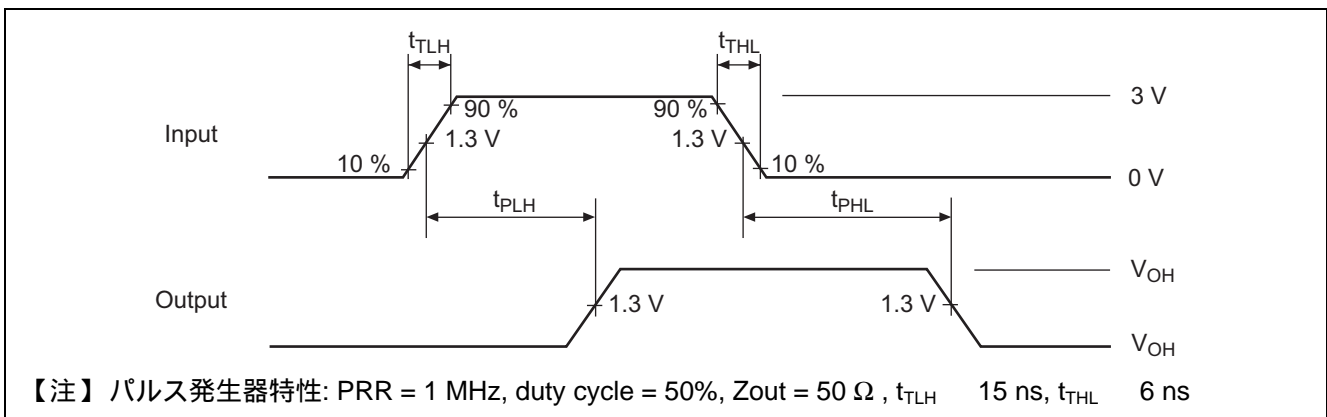 tTLH
tTHL
3 V
90 %
90 %
Input
1.3 V
1.3 V
10 %
10 %
0 V
tPLH
tPHL
VOH
Output
1.3 V
1.3 V
VOH
【注】 パルス発生器特性: PRR = 1 MHz, duty cycle = 50%, Zout = 50 Ω , tTLH 15 ns, tTHL 6 ns